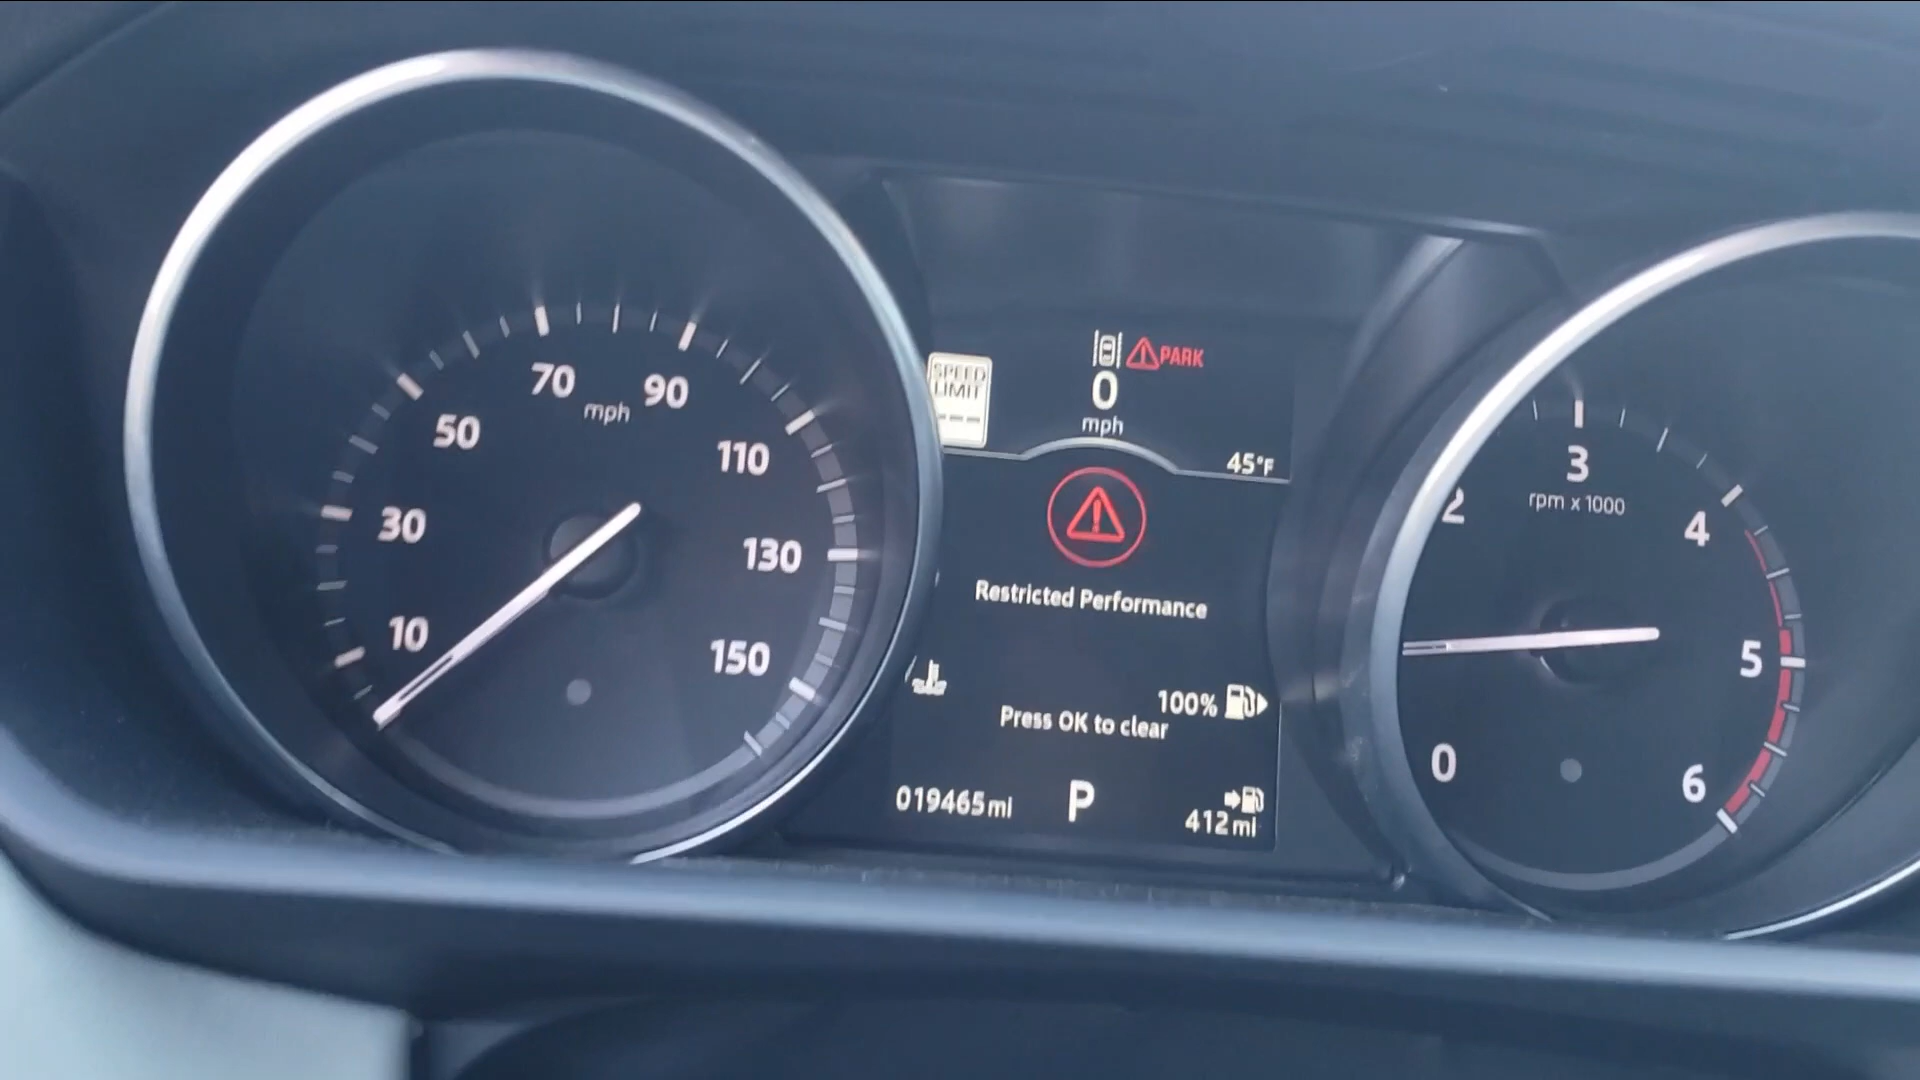 70
90
mph
50
110
30
130
10
150
SPEED
LIMIT
---
PARK
0
mph
45°F
Restricted Performance
100%
Press OK to clear
019465mi
P
412mi
3
rpm x 1000
2
4
5
0
6